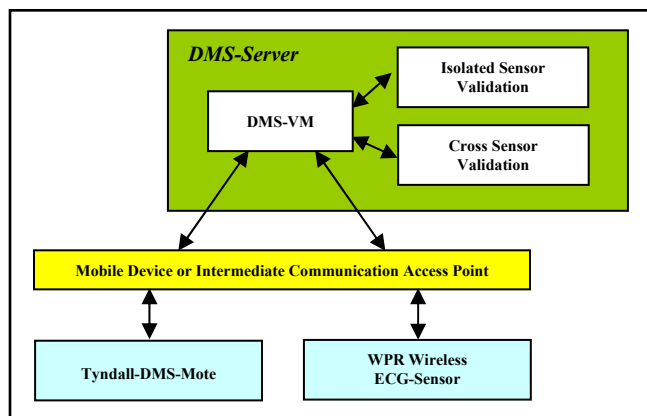 DMS-Server
Isolated Sensor
Validation
DMS-VM
Cross Sensor
Validation
Mobile Device or Intermediate Communication Access Point
Tyndall-DMS-Mote
WPR Wireless
ECG-Sensor